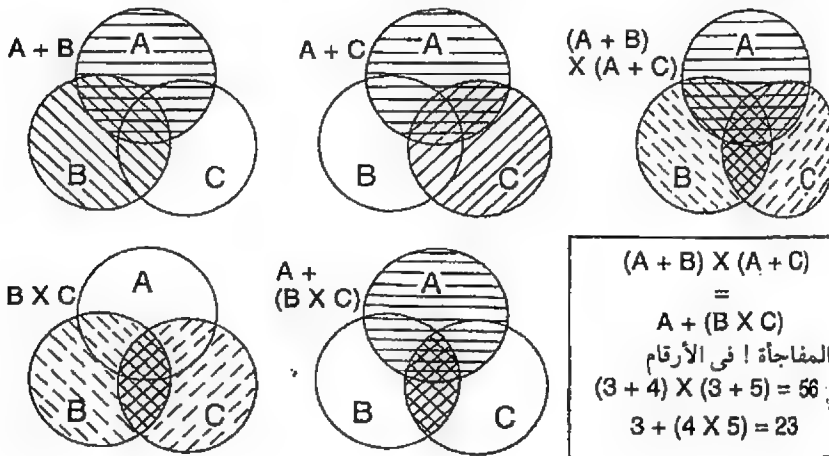 A + B
A
B
C
A + C
A
B
C
(A + B)
X (A + C)
A
B
C
B X C
A
B
C
A +
(B X C)
A
B
C
(A + B) X (A + C)
=
A + (B X C)
المفاجأة ! فى الأرقام
(3 + 4) X (3 + 5) = 56
3 + (4 X 5) = 23